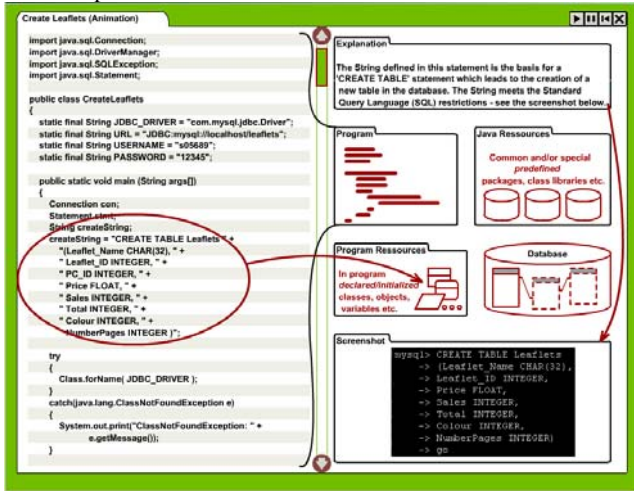 Create Leaflets (Animation)
import java.sql.Connection;
import java.sql.DriverManager;
import java.sql.SQLException;
import java.sql.Statement;
public class CreateLeaflets
{
static final String JDBC_DRIVER = "com.mysql.jdbc.Driver";
static final String URL = "JDBC:mysql://localhost/leaflets";
static final String USERNAME = "s05689";
static final String PASSWORD = "12345";
public static void main (String args[])
{
Connection con;
Statement stmt;
String createString;
createString = "CREATE TABLE Leaflets " +
"(Leaflet_Name CHAR(32), " +
" Leaflet_ID INTEGER, " +
" PC_ID INTEGER, " +
" Price FLOAT, " +
" Sales INTEGER, " +
" Total INTEGER, " +
" Colour INTEGER, " +
" NumberPages INTEGER )";
try
{
Class.forName( JDBC_DRIVER );
}
catch(java.lang.ClassNotFoundException e)
{
System.out.print("ClassNotFoundException: " +
e.getMessage());
}
Explanation
The String defined in this statement is the basis for a
'CREATE TABLE' statement which leads to the creation of a
new table in the database. The String meets the Standard
Query Language (SQL) restrictions - see the screenshot below.
Program
Java Ressources
Common and/or special
predefined
packages, class libraries etc.
Program Ressources
In program
declared/initialized
classes, objects,
variables etc.
Database
Screenshot
mysql> CREATE TABLE Leaflets
-> (Leaflet_Name CHAR(32),
-> Leaflet_ID INTEGER,
-> Price FLOAT,
-> Sales INTEGER,
-> Total INTEGER,
-> Colour INTEGER,
-> NumberPages INTEGER)
-> go